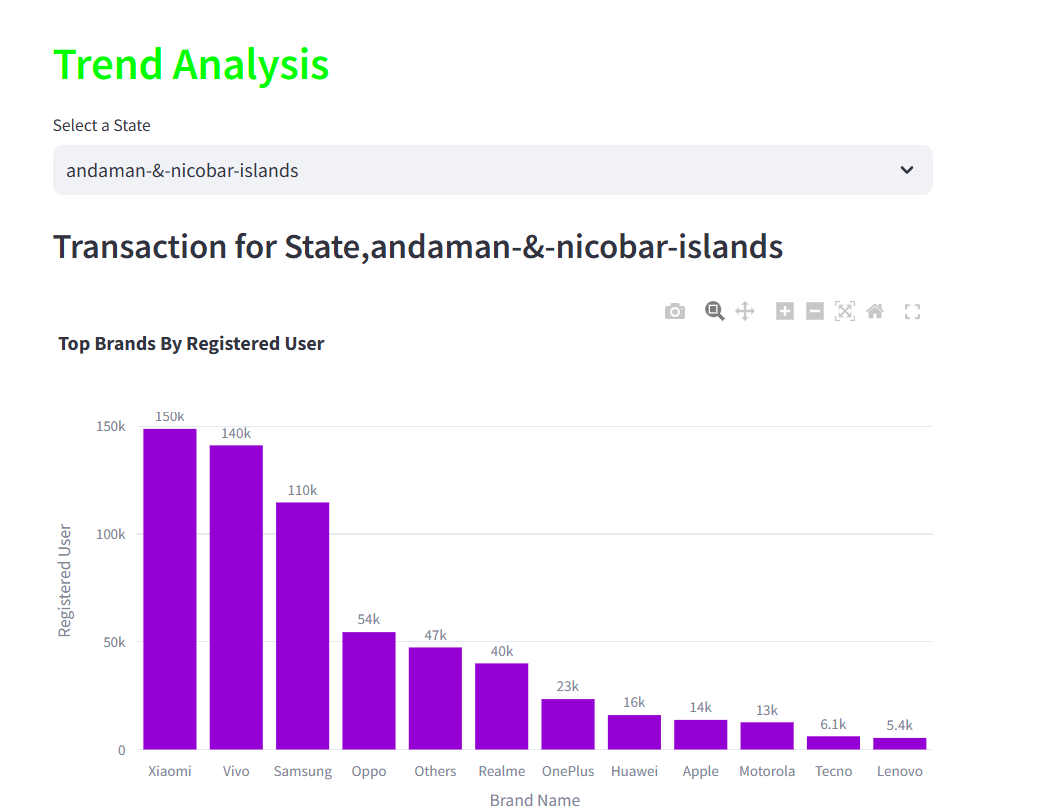 Trend Analysis
Select a State
andaman-&-nicobar-islands
Transaction for State,andaman-&-nicobar-islands
Top Brands By Registered User
150k
140k
110k
54k
47k
40k
23k
16k
14k
13k
6.1k
5.4k
150k
100k
50k
0
Registered User
Xiaomi Vivo Samsung Oppo Others Realme OnePlus Huawei Apple Motorola Tecno Lenovo
Brand Name